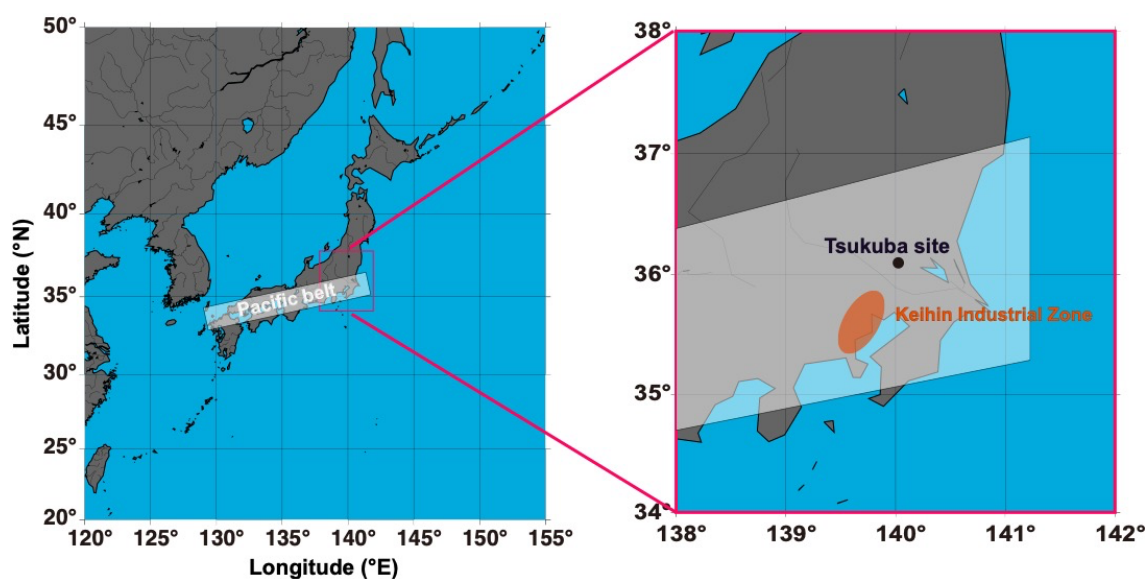 50°
45°
40°
35°
30°
25°
20°
120° 125° 130° 135° 140° 145° 150° 155°
Latitude (°N)
Longitude (°E)
Pacific belt
38°
37°
36°
35°
34°
138° 139° 140° 141° 142°
Tsukuba site
Keihin Industrial Zone